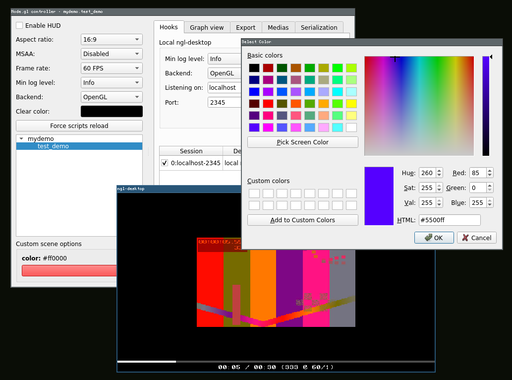 Node.gl controller - mydemo.test_demo
Enable HUD
Aspect ratio: 16:9
MSAA: Disabled
Frame rate: 60 FPS
Min log level: Info
Backend: OpenGL
Clear color:
Force scripts reload
mydemo
test_demo
Custom scene options
color: #ff0000
Hooks Graph view Export Medias Serialization
Local ngl-desktop
Min log level: Info
Backend: OpenGL
Listening on: localhost
Port: 2345
Session Desktop
0:localhost-2345 local
Select Color
Basic colors
Pick Screen Color
Custom colors
Add to Custom Colors
Hue: 260 Red: 85
Sat: 255 Green: 0
Val: 255 Blue: 255
HTML: #5500ff
OK Cancel
ngl-desktop
00:05 / 00:30 (333 @ 60/1)